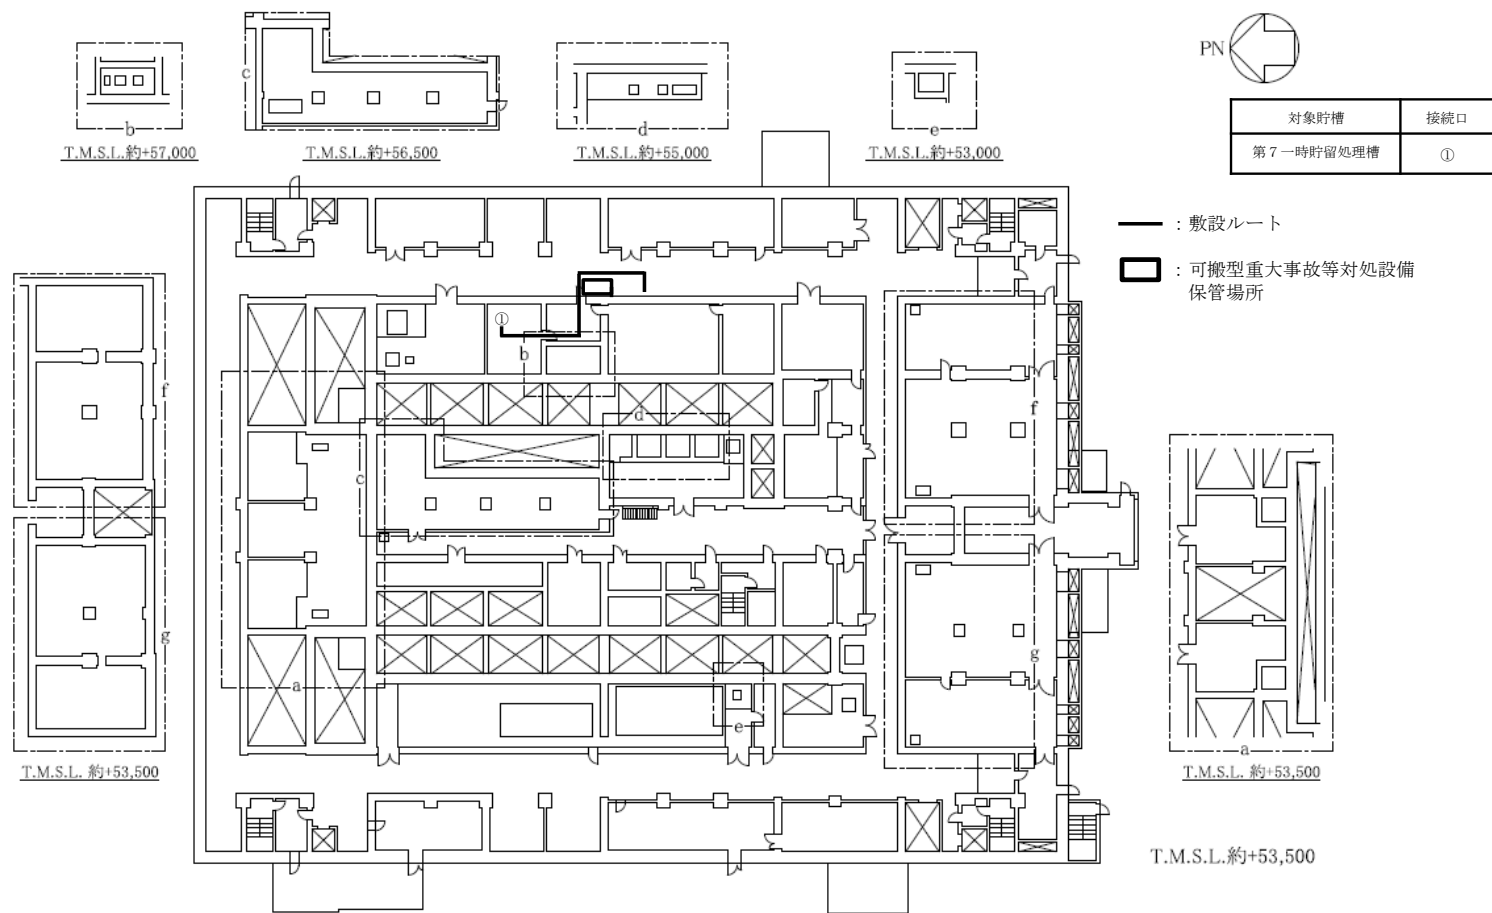 b
T.M.S.L.約+57,000
c
T.M.S.L.約+56,500
d
T.M.S.L.約+55,000
e
T.M.S.L.約+53,000
PN
対象貯槽 接続口
第7一時貯留処理槽 ①
：敷設ルート
：可搬型重大事故等対処設備
保管場所
f
g
T.M.S.L. 約+53,500
①
b
d
c
f
g
a
e
a
T.M.S.L. 約+53,500
T.M.S.L.約+53,500